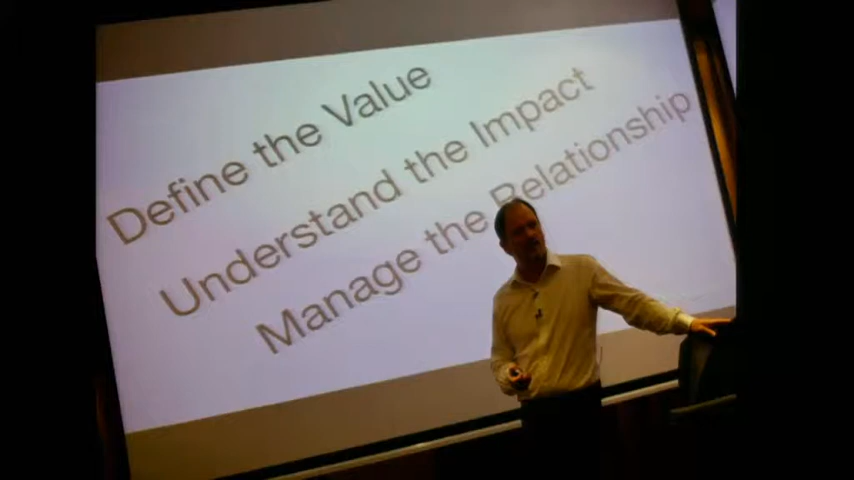 Define the Value
Understand the Impact
Manage the Relationship